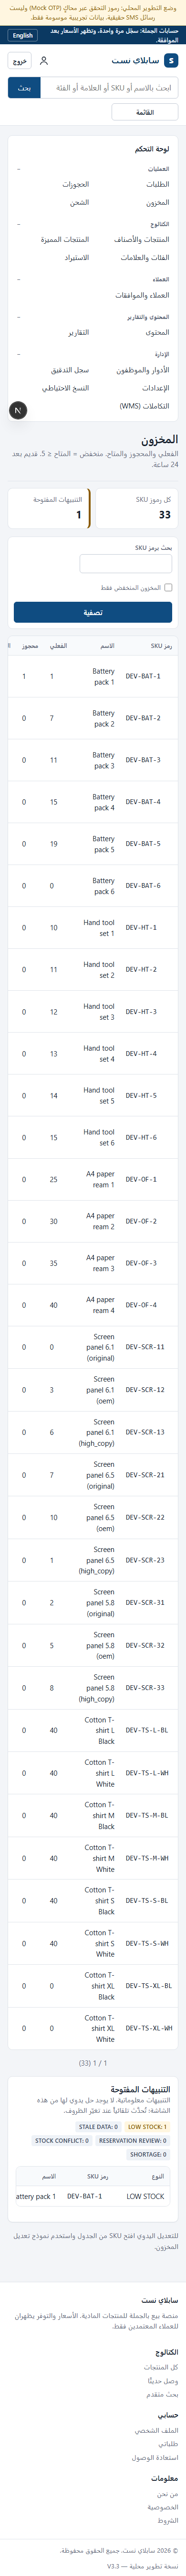 وضع التطوير المحلي: رموز التحقق عبر محاكٍ (Mock OTP) وليست
رسائل SMS حقيقية. بيانات تجريبية موسومة فقط.
حسابات الجملة: سجّل مرة واحدة، وتظهر الأسعار بعد
الموافقة.
English
S
سابلاي نست
خروج
ابحث بالاسم أو SKU أو العلامة أو الفئة
بحث
القائمة
لوحة التحكم
العمليات
−
الطلبات
الحجوزات
المخزون
الشحن
الكتالوج
−
المنتجات والأصناف
المنتجات المميزة
الفئات والعلامات
الاستيراد
العملاء
−
العملاء والموافقات
المحتوى والتقارير
−
المحتوى
التقارير
الإدارة
−
الأدوار والموظفون
سجل التدقيق
الإعدادات
النسخ الاحتياطي
التكاملات (WMS)
N
المخزون
الفعلي والمحجوز والمتاح. منخفض = المتاح ≤ 5، قديم بعد
24 ساعة.
كل رموز SKU
33
التنبيهات المفتوحة
1
بحث برمز SKU
المخزون المنخفض فقط
تصفية
رمز SKU الاسم الفعلي محجوز
DEV-BAT-1 Battery pack 1 1 1
DEV-BAT-2 Battery pack 2 7 0
DEV-BAT-3 Battery pack 3 11 0
DEV-BAT-4 Battery pack 4 15 0
DEV-BAT-5 Battery pack 5 19 0
DEV-BAT-6 Battery pack 6 0 0
DEV-HT-1 Hand tool set 1 10 0
DEV-HT-2 Hand tool set 2 11 0
DEV-HT-3 Hand tool set 3 12 0
DEV-HT-4 Hand tool set 4 13 0
DEV-HT-5 Hand tool set 5 14 0
DEV-HT-6 Hand tool set 6 15 0
DEV-OF-1 A4 paper ream 1 25 0
DEV-OF-2 A4 paper ream 2 30 0
DEV-OF-3 A4 paper ream 3 35 0
DEV-OF-4 A4 paper ream 4 40 0
DEV-SCR-11 Screen panel 6.1 (original) 0 0
DEV-SCR-12 Screen panel 6.1 (oem) 3 0
DEV-SCR-13 Screen panel 6.1 (high_copy) 6 0
DEV-SCR-21 Screen panel 6.5 (original) 7 0
DEV-SCR-22 Screen panel 6.5 (oem) 10 0
DEV-SCR-23 Screen panel 6.5 (high_copy) 1 0
DEV-SCR-31 Screen panel 5.8 (original) 2 0
DEV-SCR-32 Screen panel 5.8 (oem) 5 0
DEV-SCR-33 Screen panel 5.8 (high_copy) 8 0
DEV-TS-L-BL Cotton T-shirt L Black 40 0
DEV-TS-L-WH Cotton T-shirt L White 40 0
DEV-TS-M-BL Cotton T-shirt M Black 40 0
DEV-TS-M-WH Cotton T-shirt M White 40 0
DEV-TS-S-BL Cotton T-shirt S Black 40 0
DEV-TS-S-WH Cotton T-shirt S White 40 0
DEV-TS-XL-BL Cotton T-shirt XL Black 0 0
DEV-TS-XL-WH Cotton T-shirt XL White 0 0
1 / 1 (33)
التنبيهات المفتوحة
التنبيهات معلوماتية. لا يوجد حل يدوي لها من هذه
الشاشة؛ تُحدَّث تلقائياً عند تغيّر الظروف.
LOW STOCK: 1
STALE DATA: 0
RESERVATION REVIEW: 0
STOCK CONFLICT: 0
SHORTAGE: 0
النوع رمز SKU الاسم
LOW STOCK DEV-BAT-1 attery pack 1
للتعديل اليدوي افتح SKU من الجدول واستخدم نموذج تعديل
المخزون.
سابلاي نست
منصة بيع بالجملة للمنتجات المادية. الأسعار والتوفر يظهران
للعملاء المعتمدين فقط.
الكتالوج
كل المنتجات
وصل حديثًا
بحث متقدم
حسابي
الملف الشخصي
طلباتي
استعادة الوصول
معلومات
من نحن
الخصوصية
الشروط
© 2026 سابلاي نست. جميع الحقوق محفوظة.
نسخة تطوير محلية — V3.3